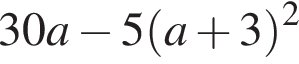 30a − 5(a + 3)²